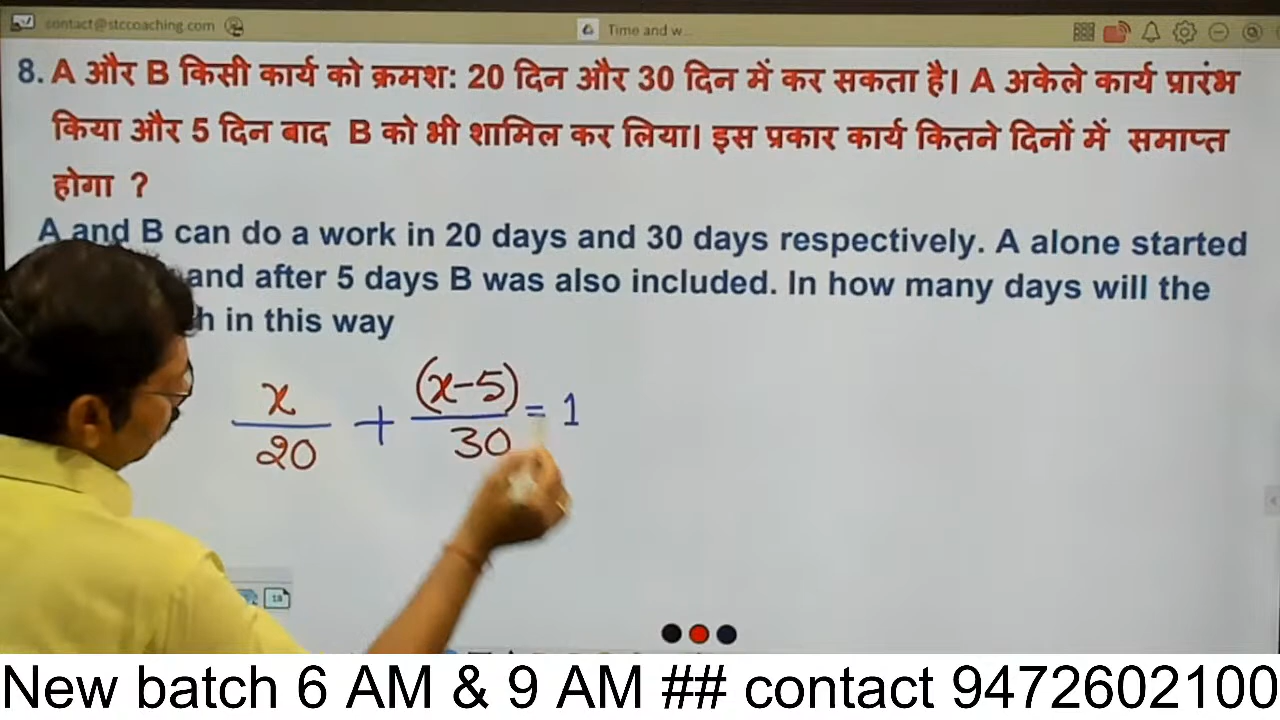 contact@stccoaching.com
Time and w...
8. A और B किसी कार्य को क्रमश: 20 दिन और 30 दिन में कर सकता है। A अकेले कार्य प्रारंभ
किया और 5 दिन बाद B को भी शामिल कर लिया। इस प्रकार कार्य कितने दिनों में समाप्त
होगा ?
A and B can do a work in 20 days and 30 days respectively. A alone started
and after 5 days B was also included. In how many days will the
in this way
x/20 + (x-5)/30 = 1
18
New batch 6 AM & 9 AM ## contact 9472602100